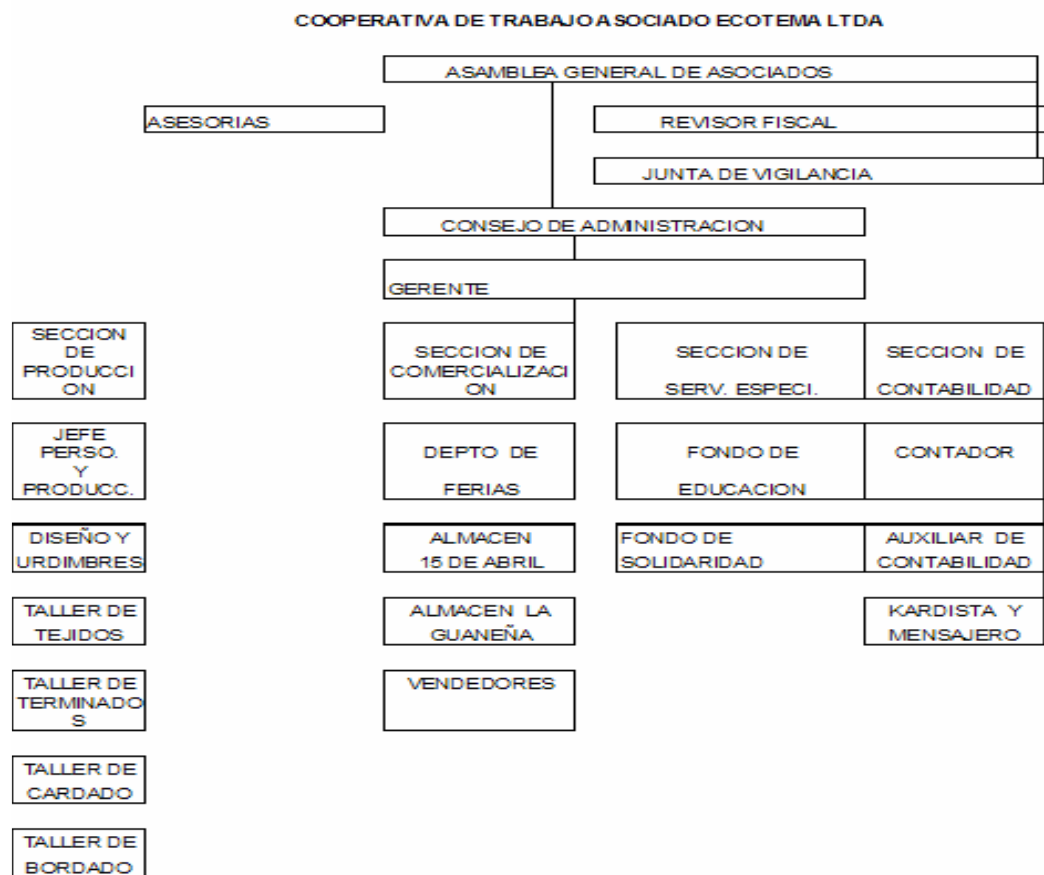 COOPERATIVA DE TRABAJO ASOCIADO ECOTEMA LTDA
ASAMBLEA GENERAL DE ASOCIADOS
ASESORIAS
REVISOR FISCAL
JUNTA DE VIGILANCIA
CONSEJO DE ADMINISTRACION
GERENTE
SECCION
DE
PRODUCCI
ON
SECCION DE
COMERCIALIZACI
ON
SECCION DE
SERV. ESPECI.
SECCION DE
CONTABILIDAD
JEFE
PERSO.
Y
PRODUCC.
DEPTO DE
FERIAS
FONDO DE
EDUCACION
CONTADOR
DISEÑO Y
URDIMBRES
ALMACEN
15 DE ABRIL
FONDO DE
SOLIDARIDAD
AUXILIAR DE
CONTABILIDAD
TALLER DE
TEJIDOS
ALMACEN LA
GUANEÑA
KARDISTA Y
MENSAJERO
TALLER DE
TERMINADO
S
VENDEDORES
TALLER DE
CARDADO
TALLER DE
BORDADO